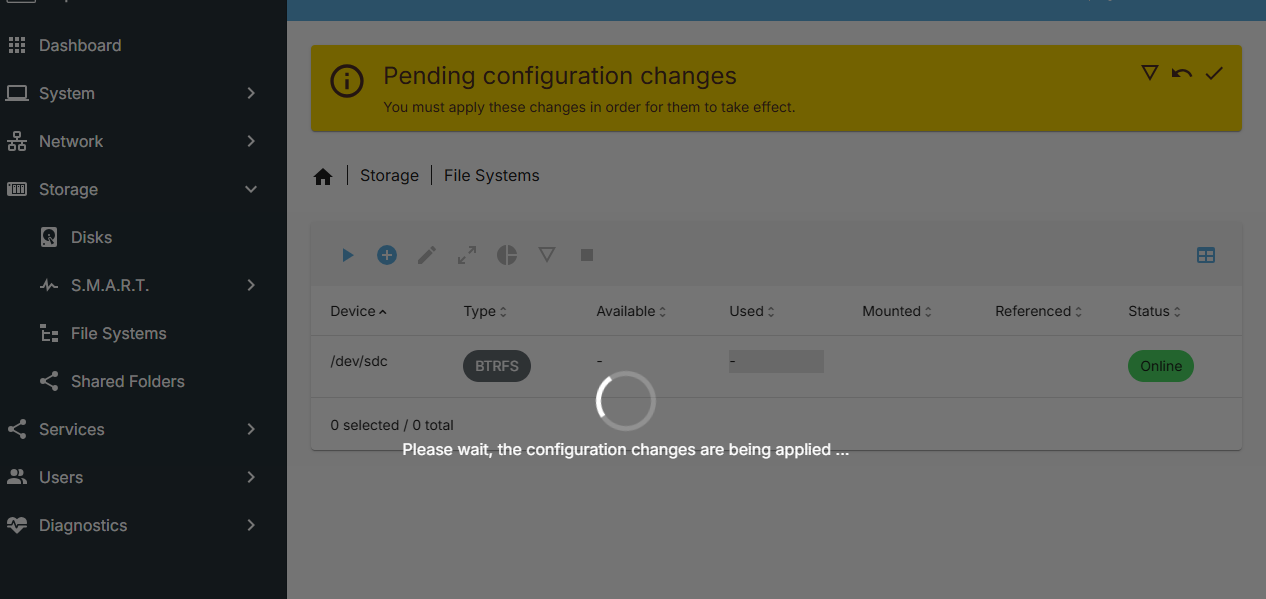 Dashboard
System
Network
Storage
Disks
S.M.A.R.T.
File Systems
Shared Folders
Services
Users
Diagnostics
Pending configuration changes
You must apply these changes in order for them to take effect.
Storage | File Systems
Device Type Available Used Mounted Referenced Status
/dev/sdc BTRFS - - Online
0 selected / 0 total
Please wait, the configuration changes are being applied ...